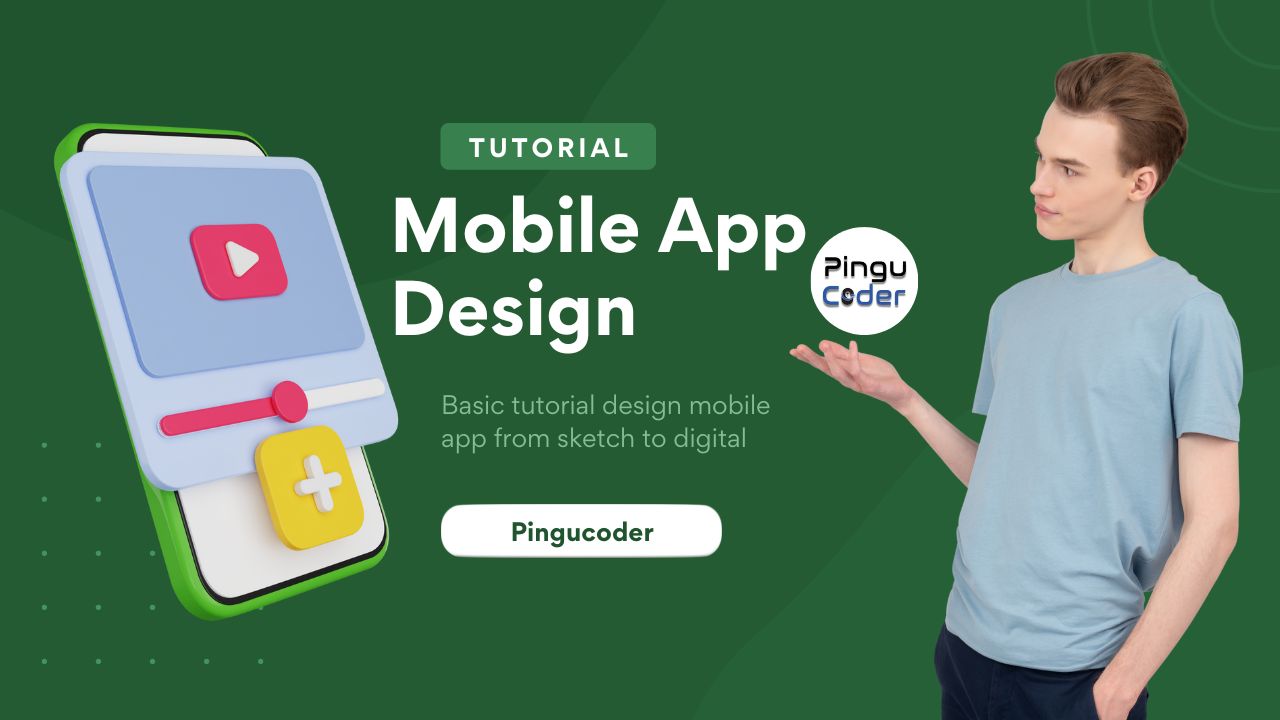 TUTORIAL
Mobile App
Design
Pingu
Coder
Basic tutorial design mobile
app from sketch to digital
Pingucoder